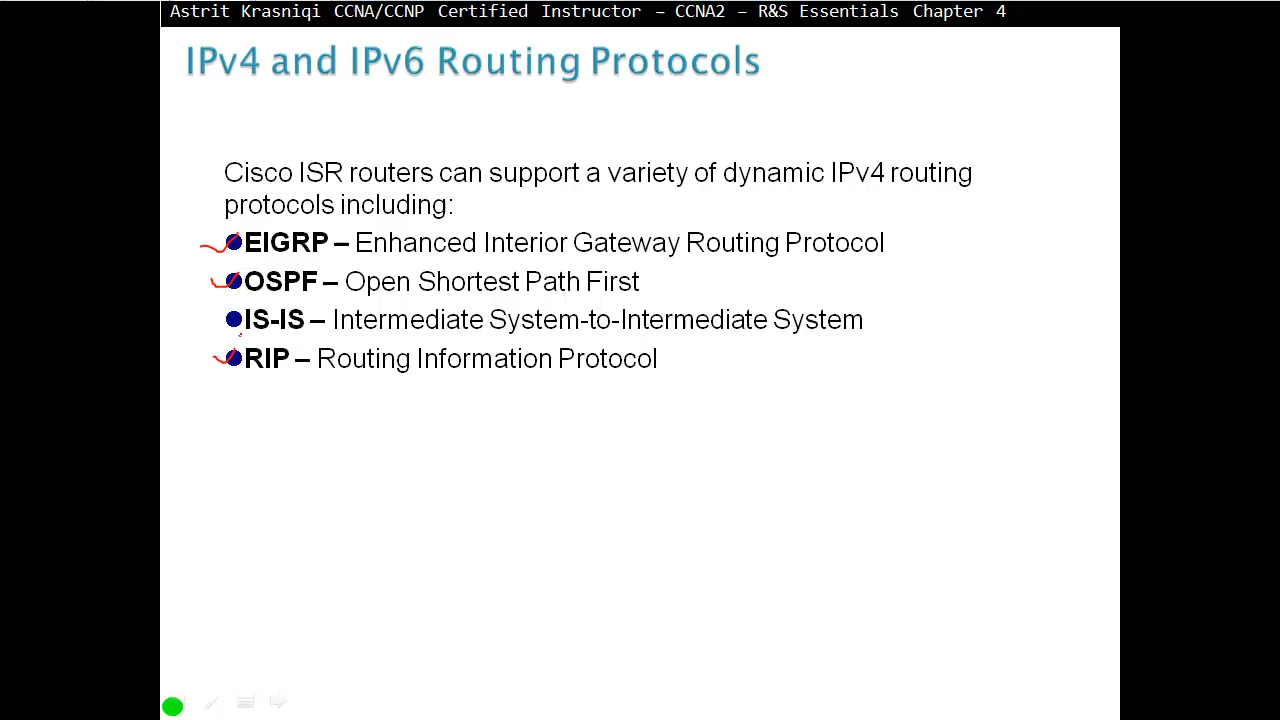 Astrit Krasniqi CCNA/CCNP Certified Instructor – CCNA2 – R&S Essentials Chapter 4
IPv4 and IPv6 Routing Protocols
Cisco ISR routers can support a variety of dynamic IPv4 routing
protocols including:
EIGRP – Enhanced Interior Gateway Routing Protocol
OSPF – Open Shortest Path First
IS-IS – Intermediate System-to-Intermediate System
RIP – Routing Information Protocol